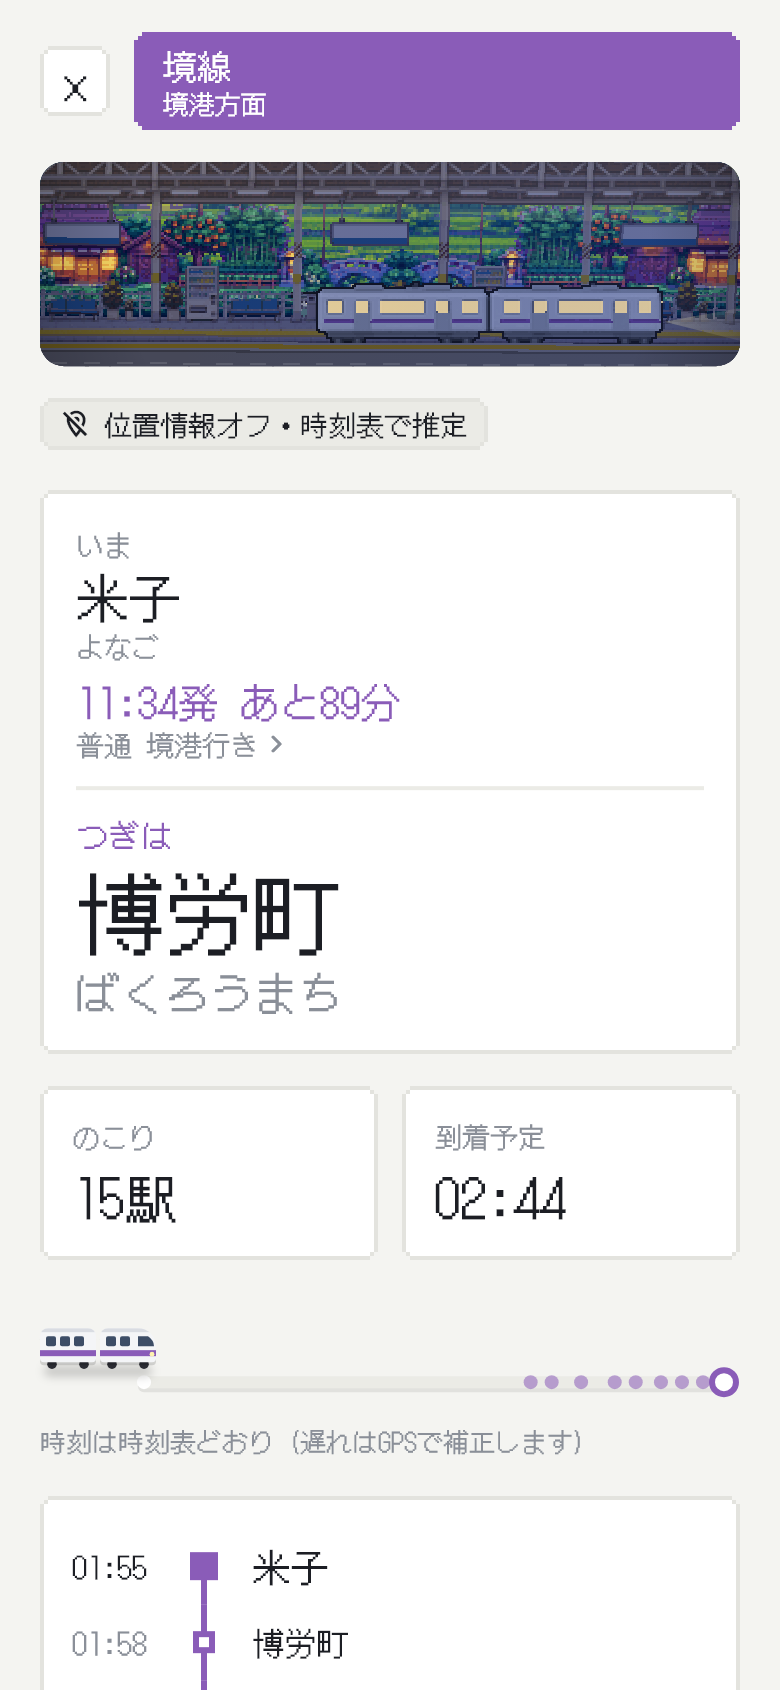 境線
境港方面
位置情報オフ・時刻表で推定
いま
米子
よなご
11:34発 あと89分
普通 境港行き
つぎは
博労町
ばくろうまち
のこり
15駅
到着予定
02:44
時刻は時刻表どおり（遅れはGPSで補正します）
01:55 米子
01:58 博労町